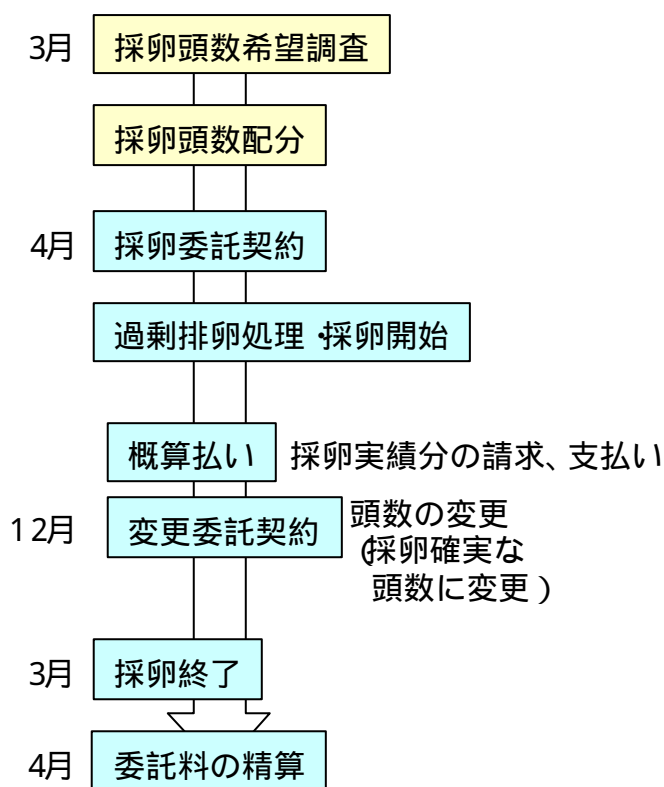 3月 採卵頭数希望調査
採卵頭数配分
4月 採卵委託契約
過剰排卵処理・採卵開始
概算払い 採卵実績分の請求、支払い
12月 変更委託契約 頭数の変更
(採卵確実な
頭数に変更)
3月 採卵終了
4月 委託料の精算